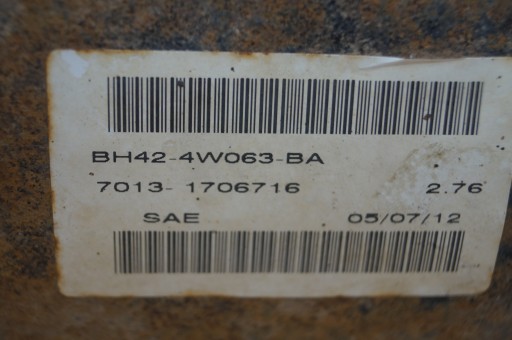 BH42-4W063-BA
7013- 1706716 2.76
SAE 05/07/12